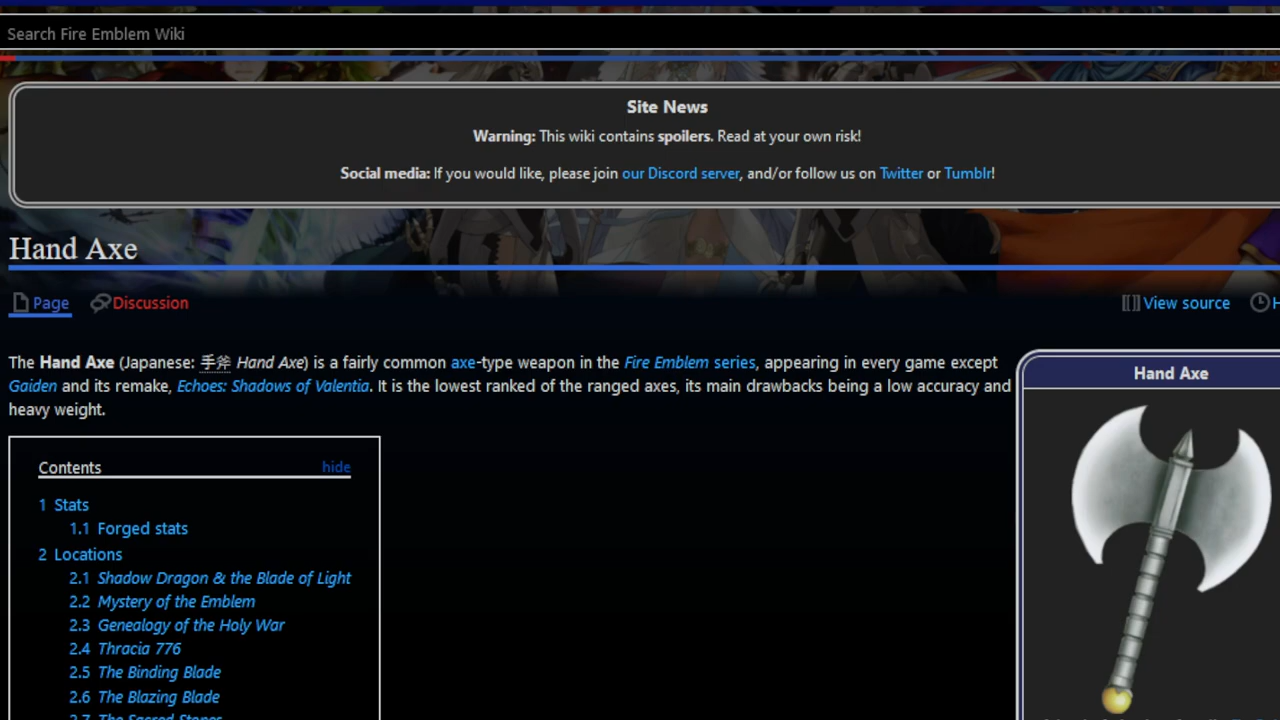 Search Fire Emblem Wiki
Site News
Warning: This wiki contains spoilers. Read at your own risk!
Social media: If you would like, please join our Discord server, and/or follow us on Twitter or Tumblr!
Hand Axe
Page Discussion View source
The Hand Axe (Japanese: 手斧 Hand Axe) is a fairly common axe-type weapon in the Fire Emblem series, appearing in every game except
Gaiden and its remake, Echoes: Shadows of Valentia. It is the lowest ranked of the ranged axes, its main drawbacks being a low accuracy and
heavy weight.
Hand Axe
Contents hide
1 Stats
1.1 Forged stats
2 Locations
2.1 Shadow Dragon & the Blade of Light
2.2 Mystery of the Emblem
2.3 Genealogy of the Holy War
2.4 Thracia 776
2.5 The Binding Blade
2.6 The Blazing Blade
2.7 The Sacred Stones